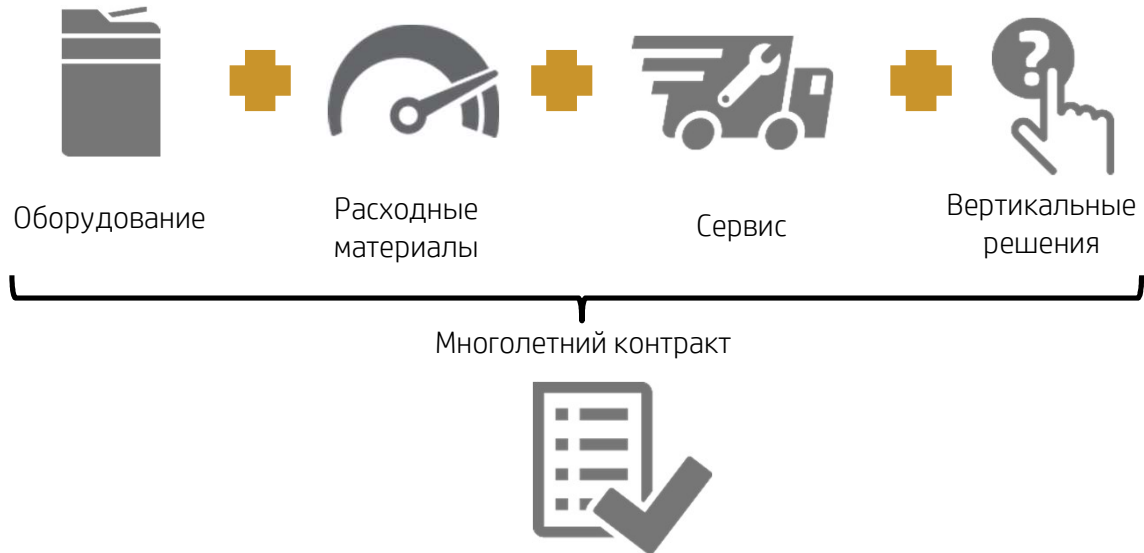 Оборудование
Расходные
материалы
Сервис
Вертикальные
решения
Многолетний контракт
?